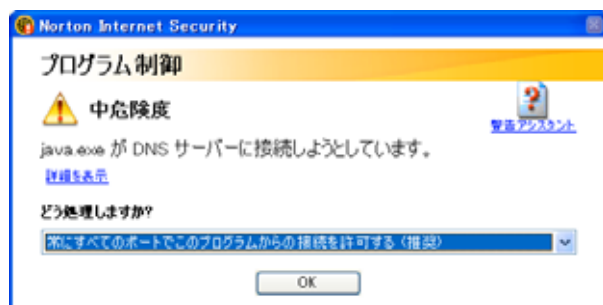 Norton Internet Security
プログラム制御
中危険度
警告アシスタント
java.exe が DNS サーバーに接続しようとしています。
詳細を表示
どう処理しますか?
常にすべてのポートでこのプログラムからの接続を許可する (推奨)
OK